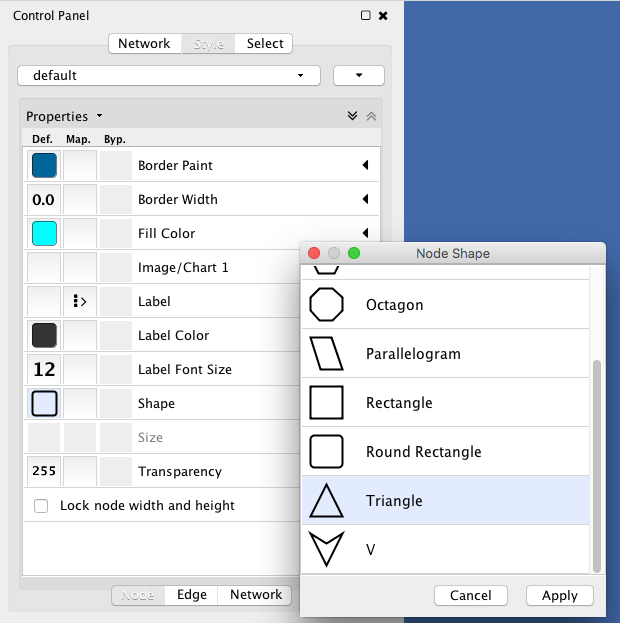 Control Panel
Network Style Select
default
Properties
Def. Map. Byp.
Border Paint
0.0 Border Width
Fill Color
Image/Chart 1
Label
Label Color
12 Label Font Size
Shape
Size
255 Transparency
Lock node width and height
Node Edge Network
Node Shape
Octagon
Parallelogram
Rectangle
Round Rectangle
Triangle
V
Cancel Apply